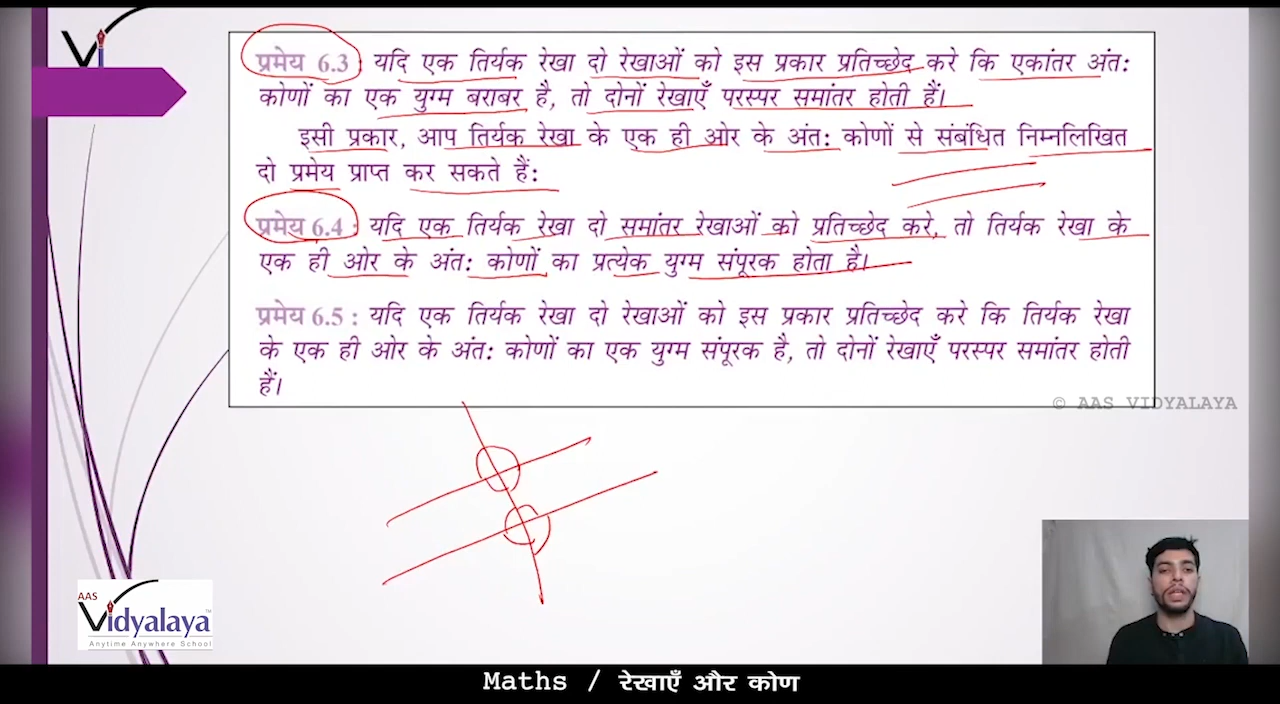 प्रमेय 6.3 : यदि एक तिर्यक रेखा दो रेखाओं को इस प्रकार प्रतिच्छेद करे कि एकांतर अंतः
कोणों का एक युग्म बराबर है, तो दोनों रेखाएँ परस्पर समांतर होती हैं।
इसी प्रकार, आप तिर्यक रेखा के एक ही ओर के अंतः कोणों से संबंधित निम्नलिखित
दो प्रमेय प्राप्त कर सकते हैं:
प्रमेय 6.4 : यदि एक तिर्यक रेखा दो समांतर रेखाओं को प्रतिच्छेद करे, तो तिर्यक रेखा के
एक ही ओर के अंतः कोणों का प्रत्येक युग्म संपूरक होता है।
प्रमेय 6.5 : यदि एक तिर्यक रेखा दो रेखाओं को इस प्रकार प्रतिच्छेद करे कि तिर्यक रेखा
के एक ही ओर के अंतः कोणों का एक युग्म संपूरक है, तो दोनों रेखाएँ परस्पर समांतर होती
हैं।
© AAS VIDYALAYA
AAS
Vidyalaya™
Anytime Anywhere School
Maths / रेखाएँ और कोण